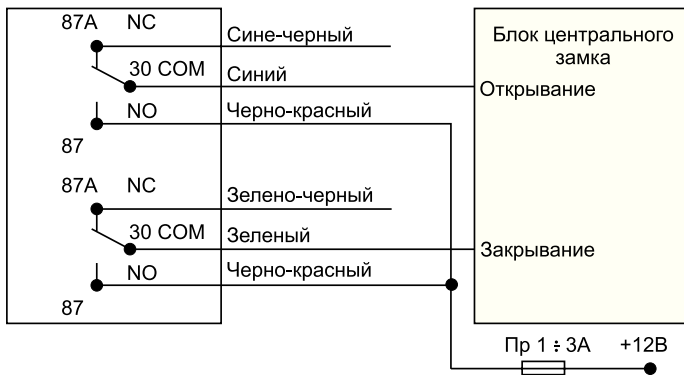 87A NC
Сине-черный
30 COM
Синий
NO
Черно-красный
87
87A NC
Зелено-черный
30 COM
Зеленый
NO
Черно-красный
87
Блок центрального
замка
Открывание
Закрывание
Пр 1 ÷ 3А
+12В